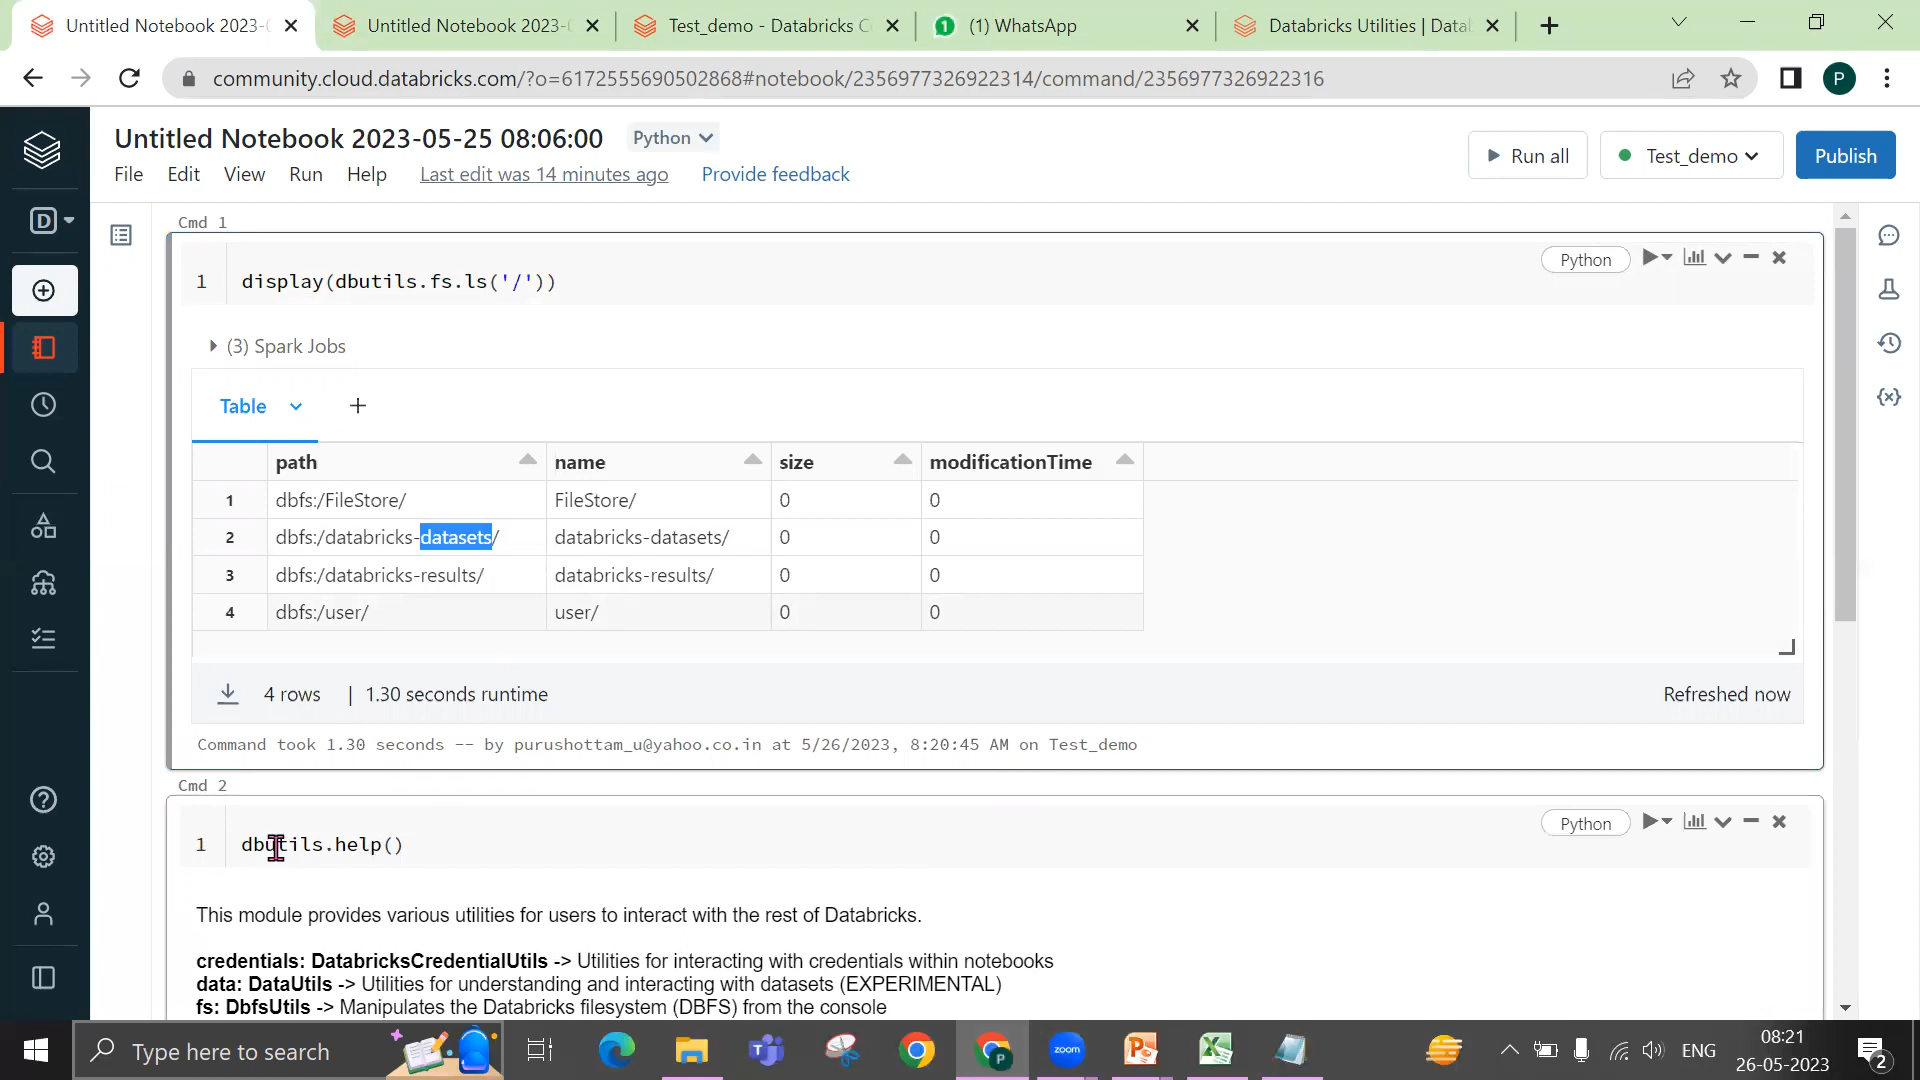 Untitled Notebook 2023-0
Untitled Notebook 2023-0
Test_demo - Databricks C
1 (1) WhatsApp
Databricks Utilities | Data
community.cloud.databricks.com/?o=6172555690502868#notebook/2356977326922314/command/2356977326922316
P
Untitled Notebook 2023-05-25 08:06:00 Python
Run all
Test_demo
Publish
File Edit View Run Help Last edit was 14 minutes ago Provide feedback
D
Cmd 1
Python
1 display(dbutils.fs.ls('/'))
(3) Spark Jobs
Table +
path name size modificationTime
1 dbfs:/FileStore/ FileStore/ 0 0
2 dbfs:/databricks-datasets/ databricks-datasets/ 0 0
3 dbfs:/databricks-results/ databricks-results/ 0 0
4 dbfs:/user/ user/ 0 0
4 rows | 1.30 seconds runtime Refreshed now
Command took 1.30 seconds -- by purushottam_u@yahoo.co.in at 5/26/2023, 8:20:45 AM on Test_demo
Cmd 2
Python
1 dbutils.help()
This module provides various utilities for users to interact with the rest of Databricks.
credentials: DatabricksCredentialUtils -> Utilities for interacting with credentials within notebooks
data: DataUtils -> Utilities for understanding and interacting with datasets (EXPERIMENTAL)
fs: DbfsUtils -> Manipulates the Databricks filesystem (DBFS) from the console
Type here to search
P
zoom
ENG
08:21
26-05-2023
2